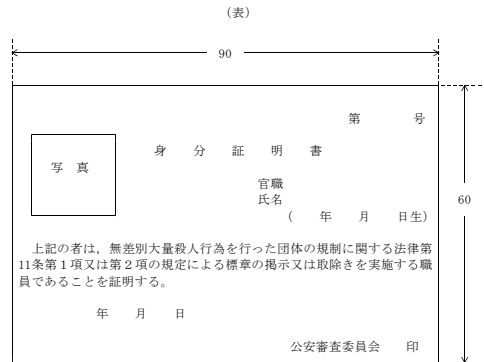 （表）
90
第　　　　号
身　　分　　証　　明　　書
写　真
官職
氏名
（　　年　　月　　日生）
60
上記の者は，無差別大量殺人行為を行った団体の規制に関する法律第
11条第１項又は第２項の規定による標章の掲示又は取除きを実施する職
員であることを証明する。
年　　月　　日
公安審査委員会　　印